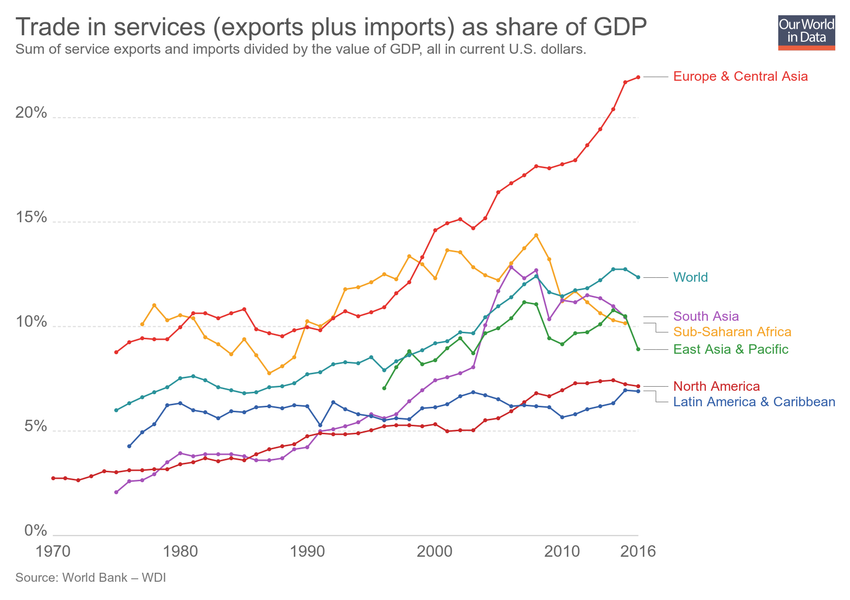 Trade in services (exports plus imports) as share of GDP
Sum of service exports and imports divided by the value of GDP, all in current U.S. dollars.
Our World
in Data
20%
15%
10%
5%
0%
1970
1980
1990
2000
2010
2016
Europe & Central Asia
World
South Asia
Sub-Saharan Africa
East Asia & Pacific
North America
Latin America & Caribbean
Source: World Bank – WDI